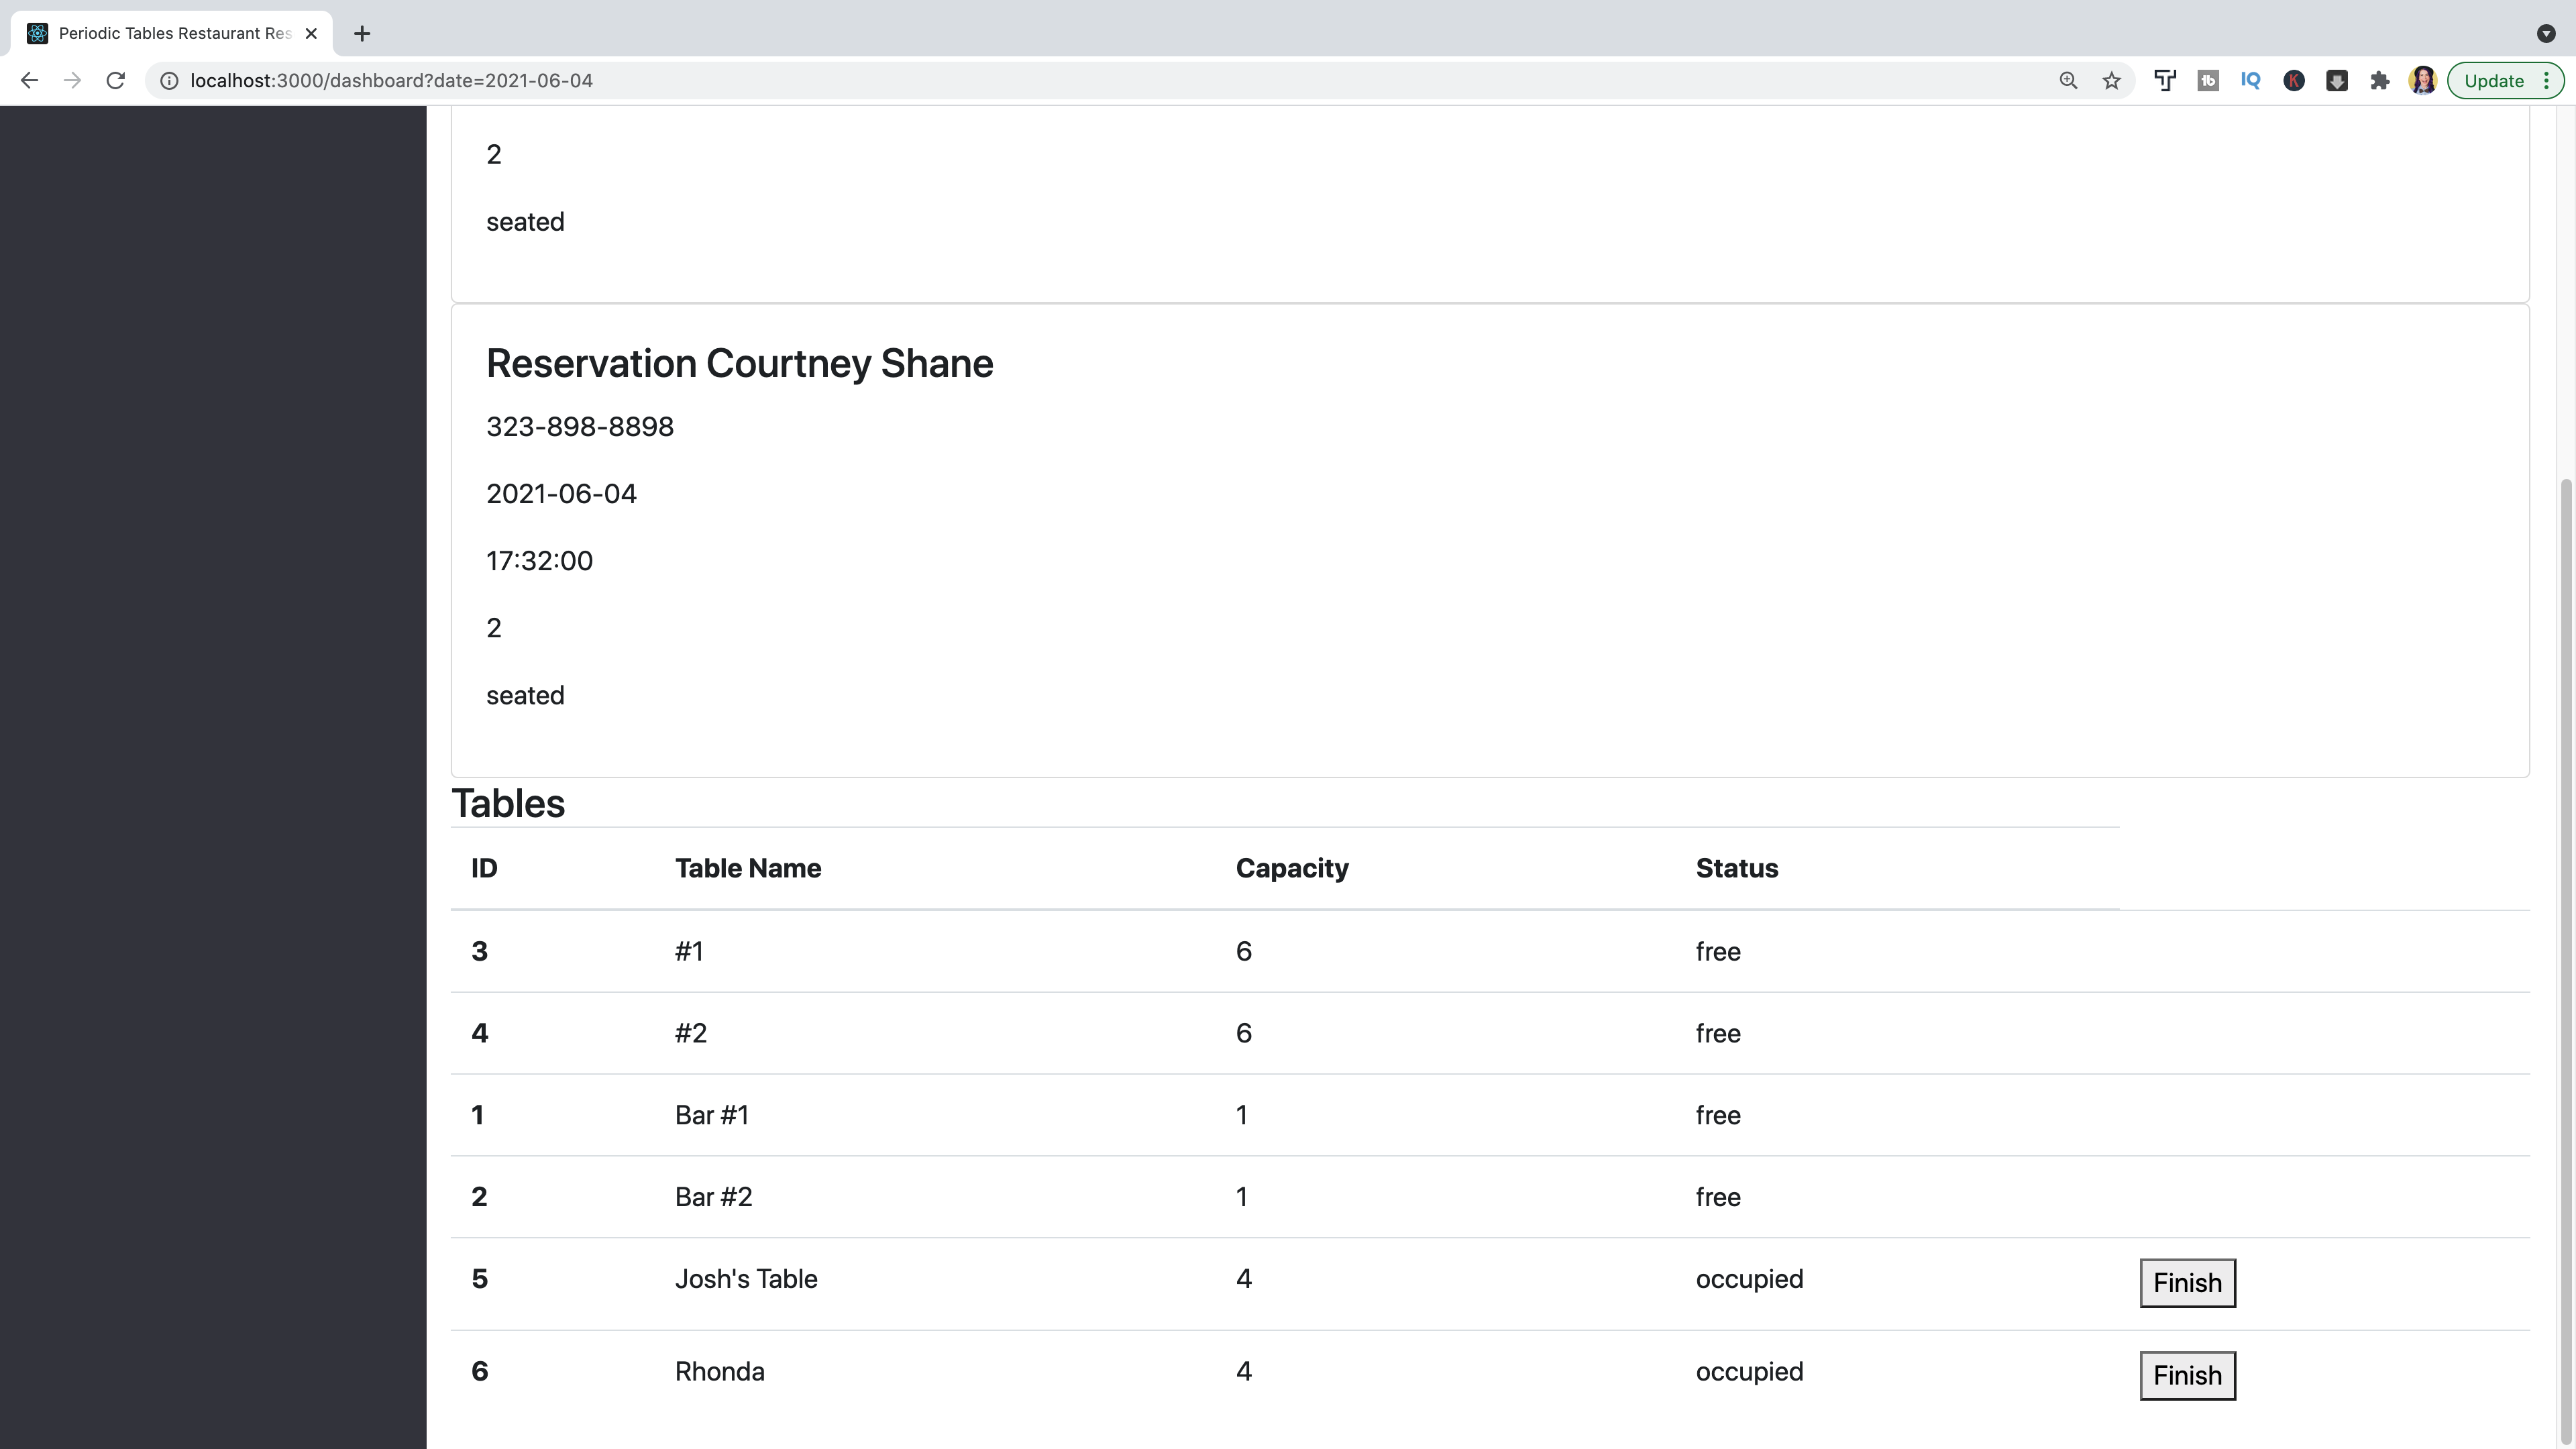 Periodic Tables Restaurant Res
localhost:3000/dashboard?date=2021-06-04
tb
IQ
K
Update
2
seated
Reservation Courtney Shane
323-898-8898
2021-06-04
17:32:00
2
seated
Tables
ID Table Name Capacity Status
3 #1 6 free
4 #2 6 free
1 Bar #1 1 free
2 Bar #2 1 free
5 Josh's Table 4 occupied Finish
6 Rhonda 4 occupied Finish